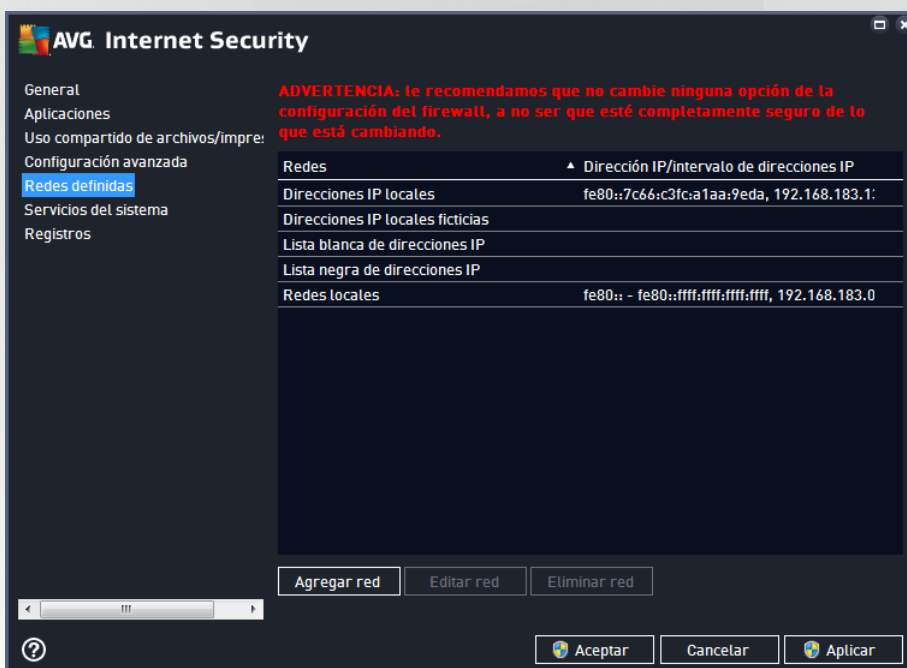 AVG Internet Security
General
Aplicaciones
Uso compartido de archivos/impre
Configuración avanzada
Redes definidas
Servicios del sistema
Registros
ADVERTENCIA: le recomendamos que no cambie ninguna opción de la
configuración del firewall, a no ser que esté completamente seguro de lo
que está cambiando.
Redes Dirección IP/intervalo de direcciones IP
Direcciones IP locales fe80::7c66:c3fc:a1aa:9eda, 192.168.183.1
Direcciones IP locales ficticias
Lista blanca de direcciones IP
Lista negra de direcciones IP
Redes locales fe80:: - fe80::ffff:ffff:ffff:ffff, 192.168.183.0
Agregar red Editar red Eliminar red
Aceptar Cancelar Aplicar